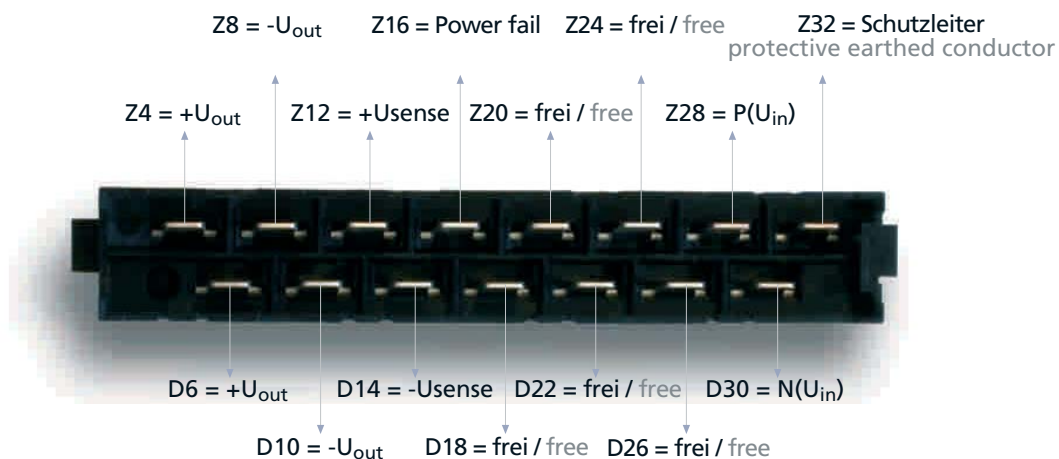 Z8 = -Uout Z16 = Power fail Z24 = frei / free Z32 = Schutzleiter
protective earthed conductor
Z4 = +Uout Z12 = +Usense Z20 = frei / free Z28 = P(Uin)
D6 = +Uout D14 = -Usense D22 = frei / free D30 = N(Uin)
D10 = -Uout D18 = frei / free D26 = frei / free